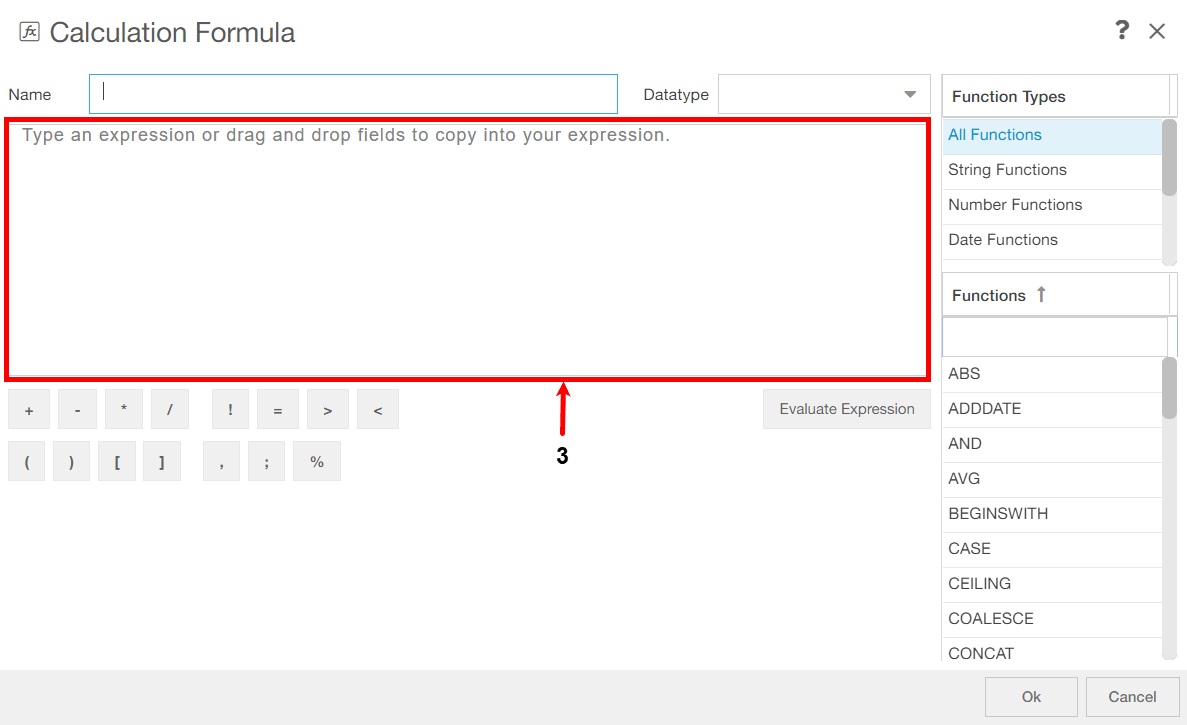 fx Calculation Formula ? ×
Name Datatype Function Types
Type an expression or drag and drop fields to copy into your expression.
All Functions
String Functions
Number Functions
Date Functions
Functions ↑
ABS
ADDDATE
AND
AVG
BEGINSWITH
CASE
CEILING
COALESCE
CONCAT
+ - * / ! = > < Evaluate Expression
( ) [ ] , ; %
3
Ok Cancel